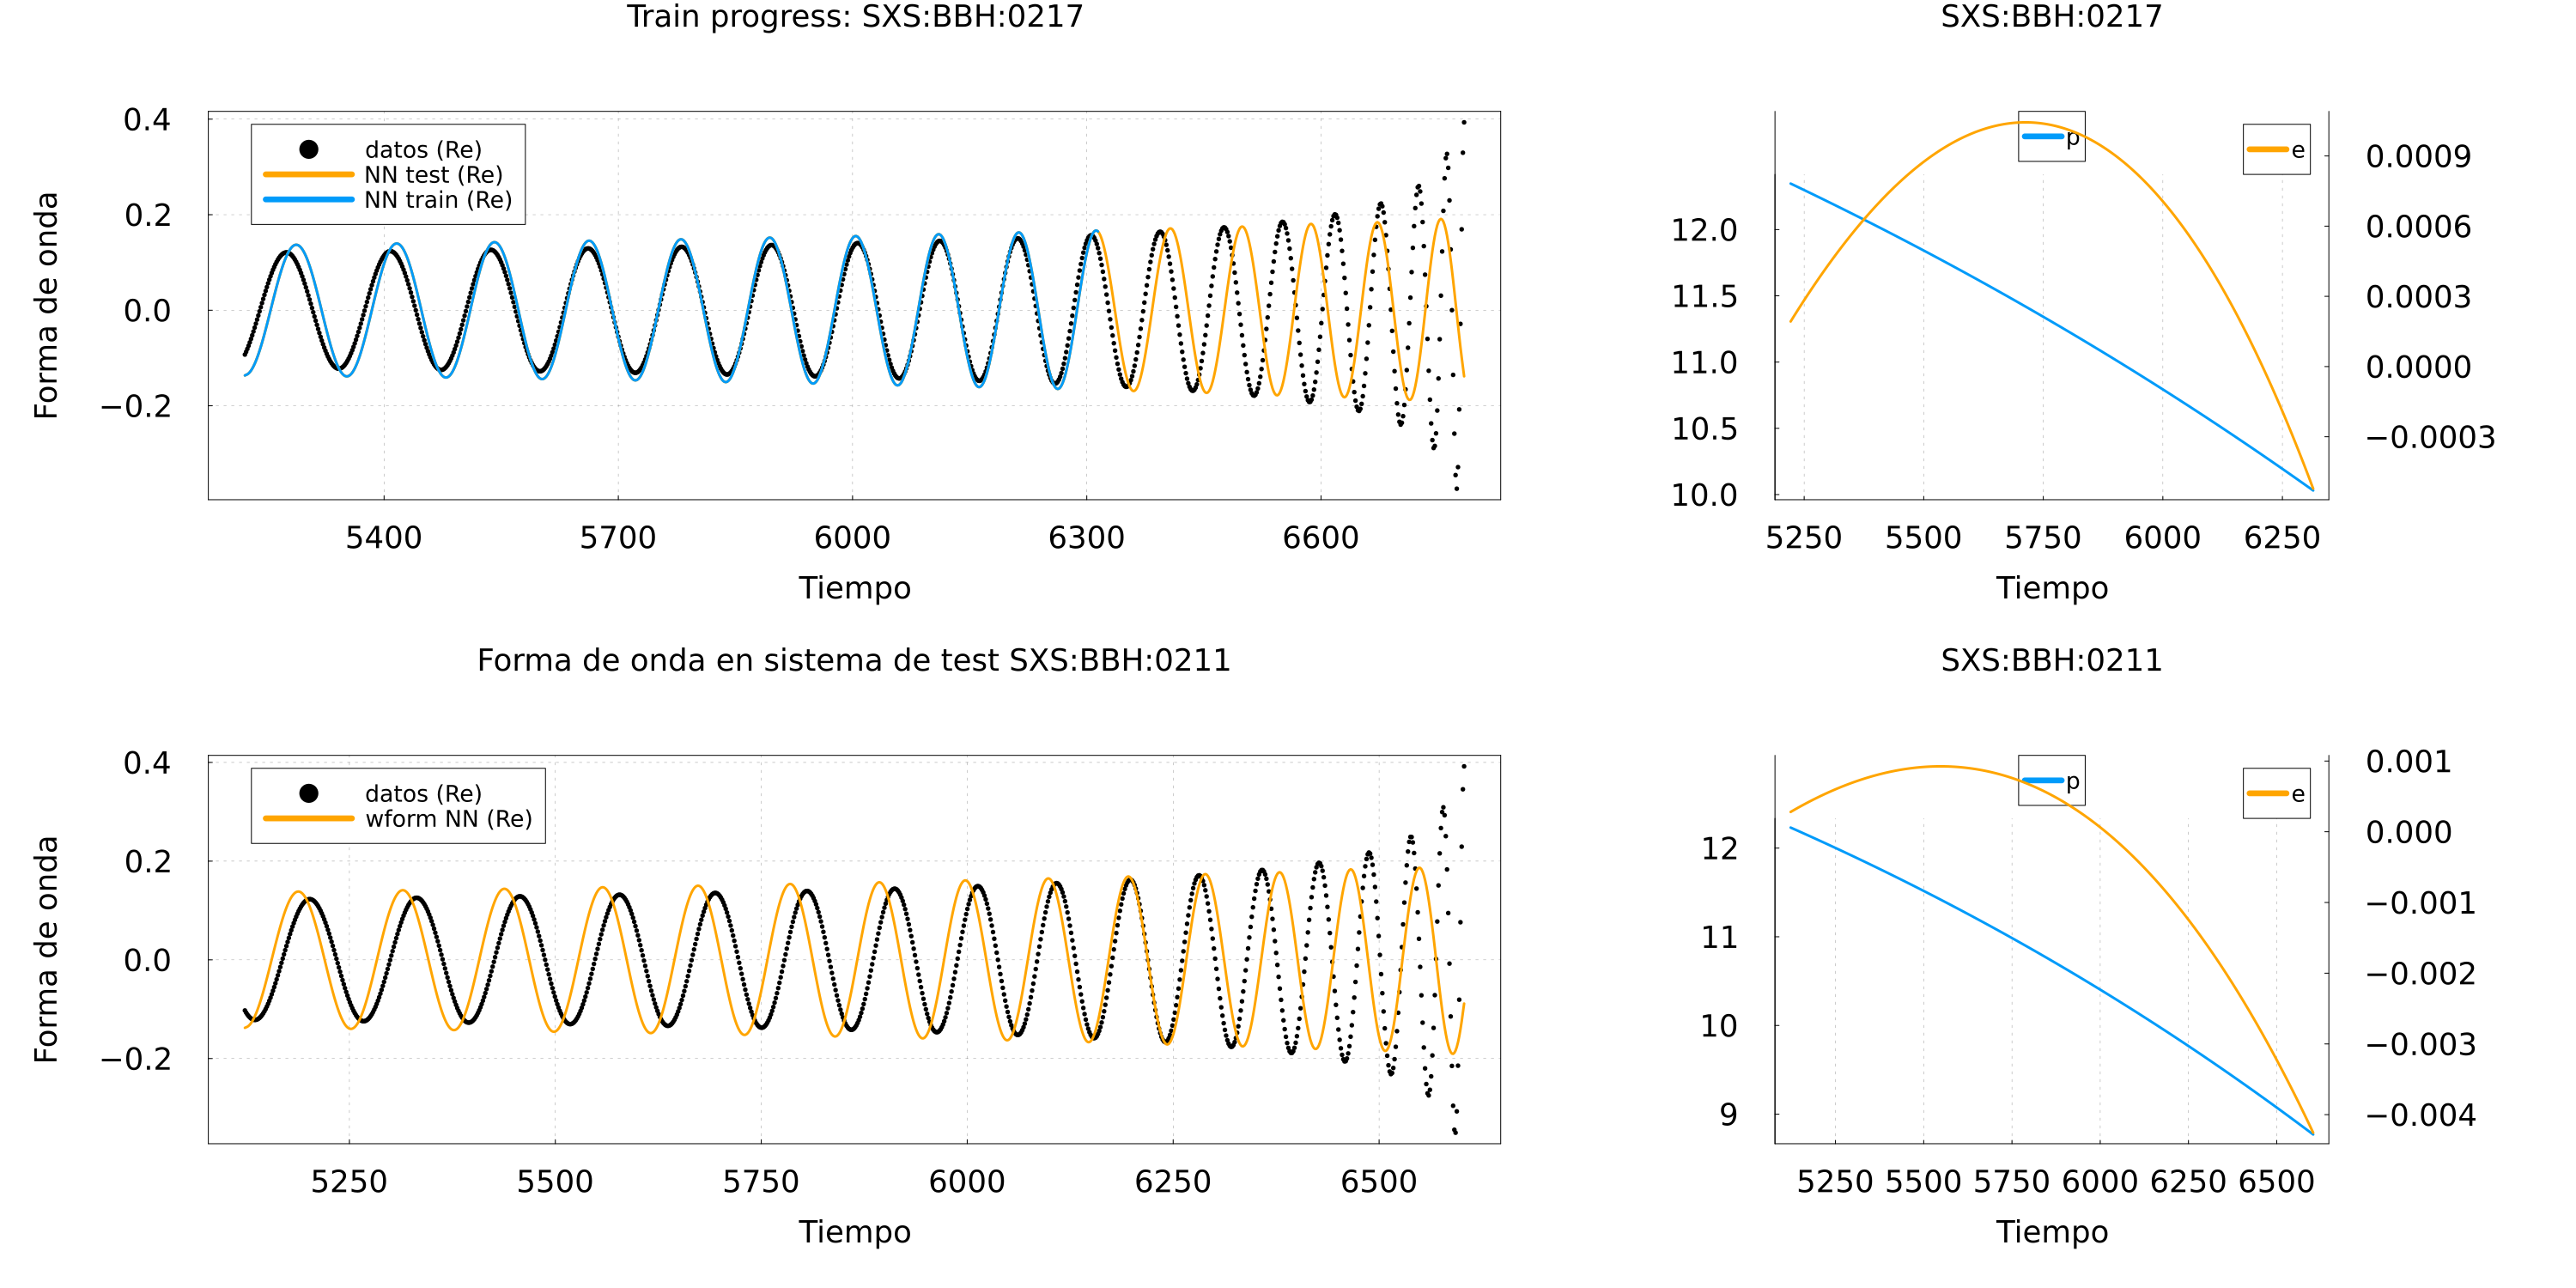 Train progress: SXS:BBH:0217
Forma de onda
0.4
0.2
0.0
−0.2
datos (Re)
NN test (Re)
NN train (Re)
5400 5700 6000 6300 6600
Tiempo
SXS:BBH:0217
12.0
11.5
11.0
10.5
10.0
p
e
0.0009
0.0006
0.0003
0.0000
−0.0003
5250 5500 5750 6000 6250
Tiempo
Forma de onda en sistema de test SXS:BBH:0211
Forma de onda
0.4
0.2
0.0
−0.2
datos (Re)
wform NN (Re)
5250 5500 5750 6000 6250 6500
Tiempo
SXS:BBH:0211
12
11
10
9
p
e
0.001
0.000
−0.001
−0.002
−0.003
−0.004
5250 5500 5750 6000 6250 6500
Tiempo